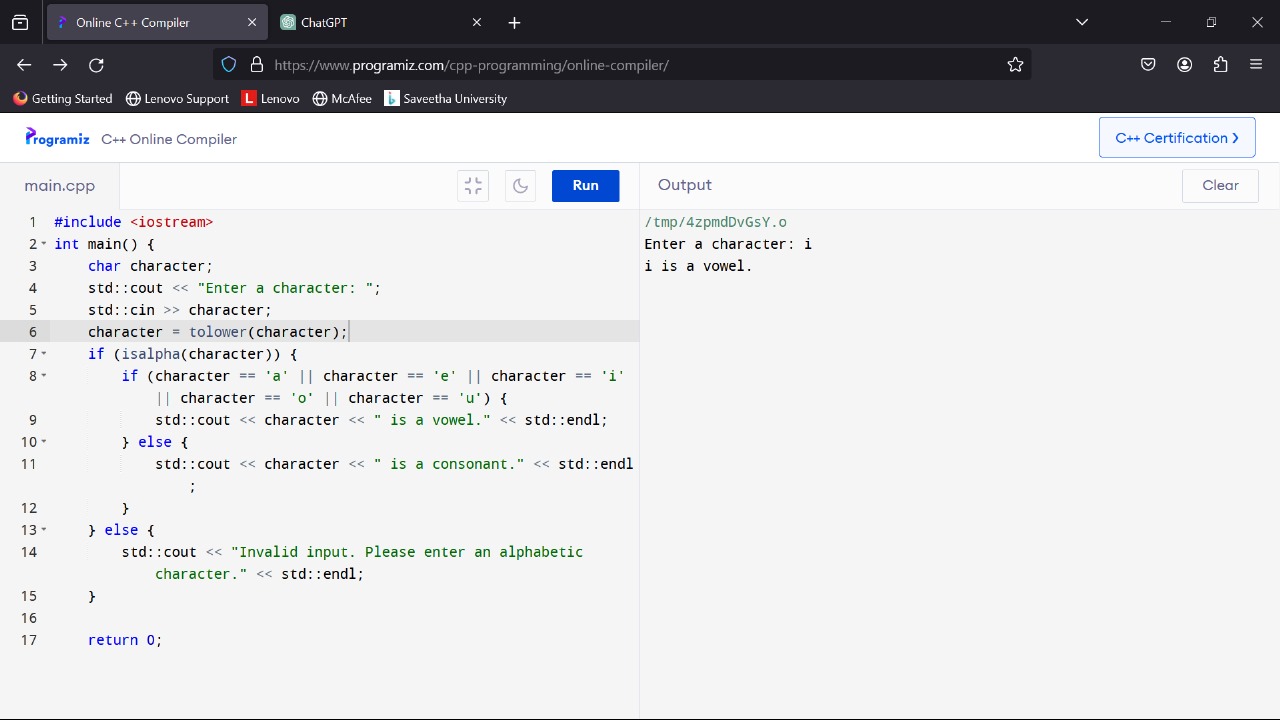 Online C++ Compiler
ChatGPT
https://www.programiz.com/cpp-programming/online-compiler/
Getting Started Lenovo Support L Lenovo McAfee Saveetha University
Programiz C++ Online Compiler
C++ Certification ❯
main.cpp
Run
Output
Clear
1 #include <iostream>
2 int main() {
3 char character;
4 std::cout << "Enter a character: ";
5 std::cin >> character;
6 character = tolower(character);
7 if (isalpha(character)) {
8 if (character == 'a' || character == 'e' || character == 'i'
|| character == 'o' || character == 'u') {
9 std::cout << character << " is a vowel." << std::endl;
10 } else {
11 std::cout << character << " is a consonant." << std::endl
;
12 }
13 } else {
14 std::cout << "Invalid input. Please enter an alphabetic
character." << std::endl;
15 }
16
17 return 0;
/tmp/4zpmdDvGsY.o
Enter a character: i
i is a vowel.